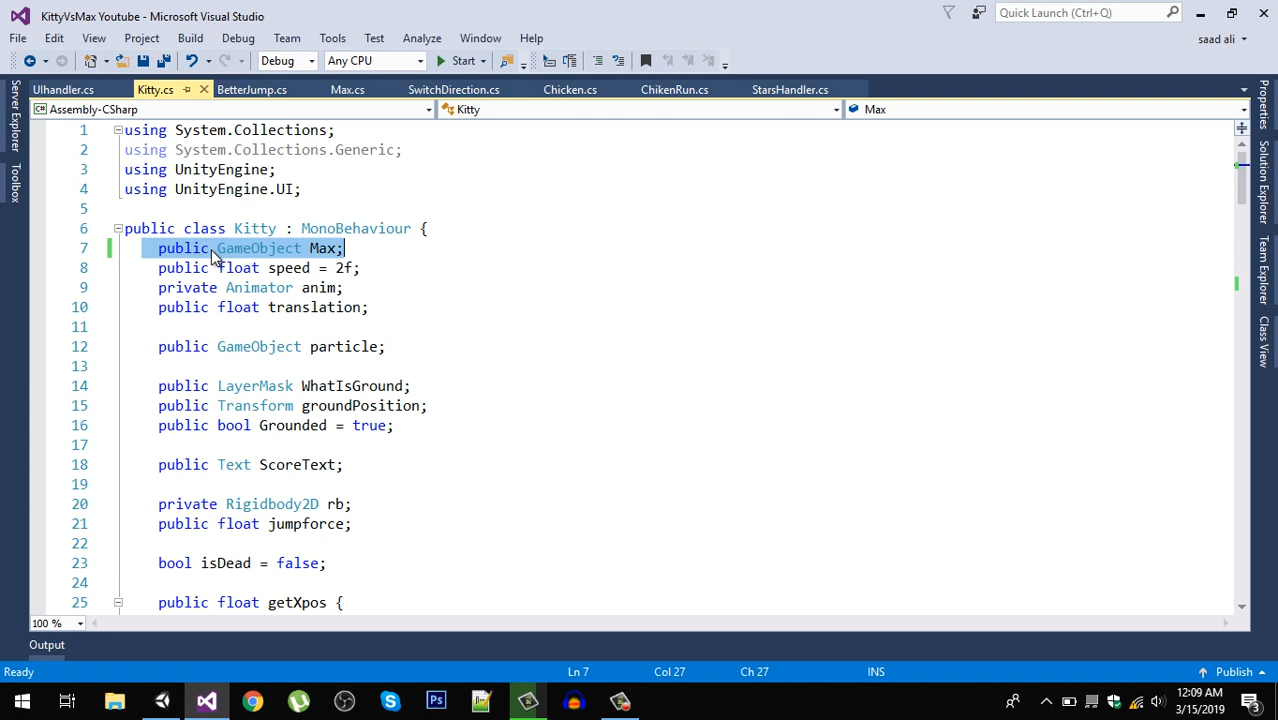 KittyVsMax Youtube - Microsoft Visual Studio
Quick Launch (Ctrl+Q)
File Edit View Project Build Debug Team Tools Test Analyze Window Help
saad ali
Debug Any CPU Start
UIhandler.cs Kitty.cs BetterJump.cs Max.cs SwitchDirection.cs Chicken.cs ChikenRun.cs StarsHandler.cs
Assembly-CSharp Kitty Max
Server Explorer
Toolbox
1 using System.Collections;
2 using System.Collections.Generic;
3 using UnityEngine;
4 using UnityEngine.UI;
5
6 public class Kitty : MonoBehaviour {
7 public GameObject Max;
8 public float speed = 2f;
9 private Animator anim;
10 public float translation;
11
12 public GameObject particle;
13
14 public LayerMask WhatIsGround;
15 public Transform groundPosition;
16 public bool Grounded = true;
17
18 public Text ScoreText;
19
20 private Rigidbody2D rb;
21 public float jumpforce;
22
23 bool isDead = false;
24
25 public float getXpos {
Properties
Solution Explorer
Team Explorer
Class View
100 %
Output
Ready Ln 7 Col 27 Ch 27 INS Publish
Ps
12:09 AM
3/15/2019
3